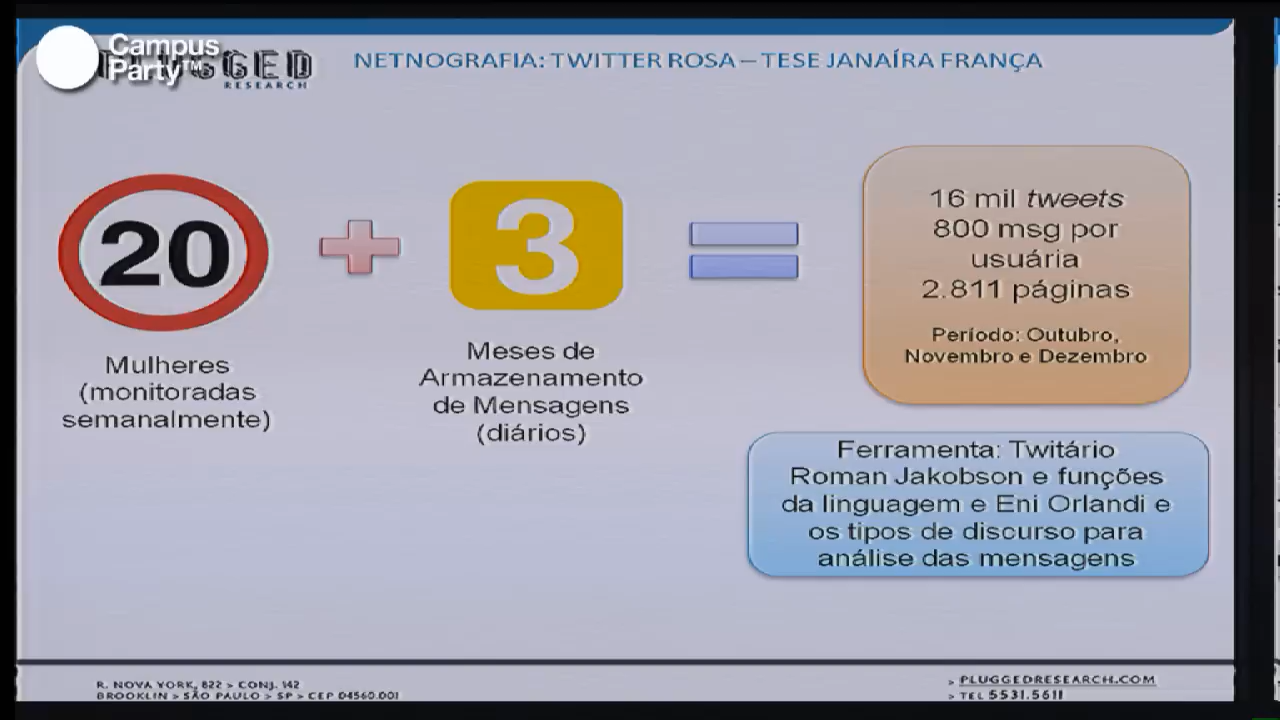 Campus
Party™
PLUGGED
RESEARCH
NETNOGRAFIA: TWITTER ROSA – TESE JANAÍRA FRANÇA
20
3
Mulheres
(monitoradas
semanalmente)
Meses de
Armazenamento
de Mensagens
(diários)
16 mil tweets
800 msg por
usuária
2.811 páginas
Período: Outubro,
Novembro e Dezembro
Ferramenta: Twitário
Roman Jakobson e funções
da linguagem e Eni Orlandi e
os tipos de discurso para
análise das mensagens
R. NOVA YORK, 822 > CONJ. 142
BROOKLIN > SÃO PAULO > SP > CEP 04560.001
> PLUGGEDRESEARCH.COM
> TEL 5531.5611